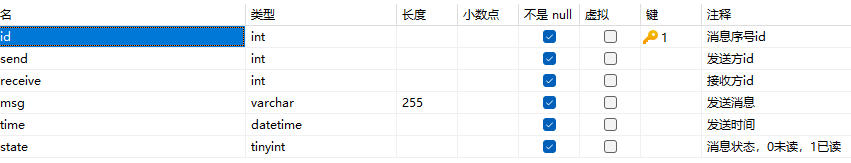 名 类型 长度 小数点 不是 null 虚拟 键 注释
id int 1 消息序号id
send int 发送方id
receive int 接收方id
msg varchar 255 发送消息
time datetime 发送时间
state tinyint 消息状态，0未读，1已读